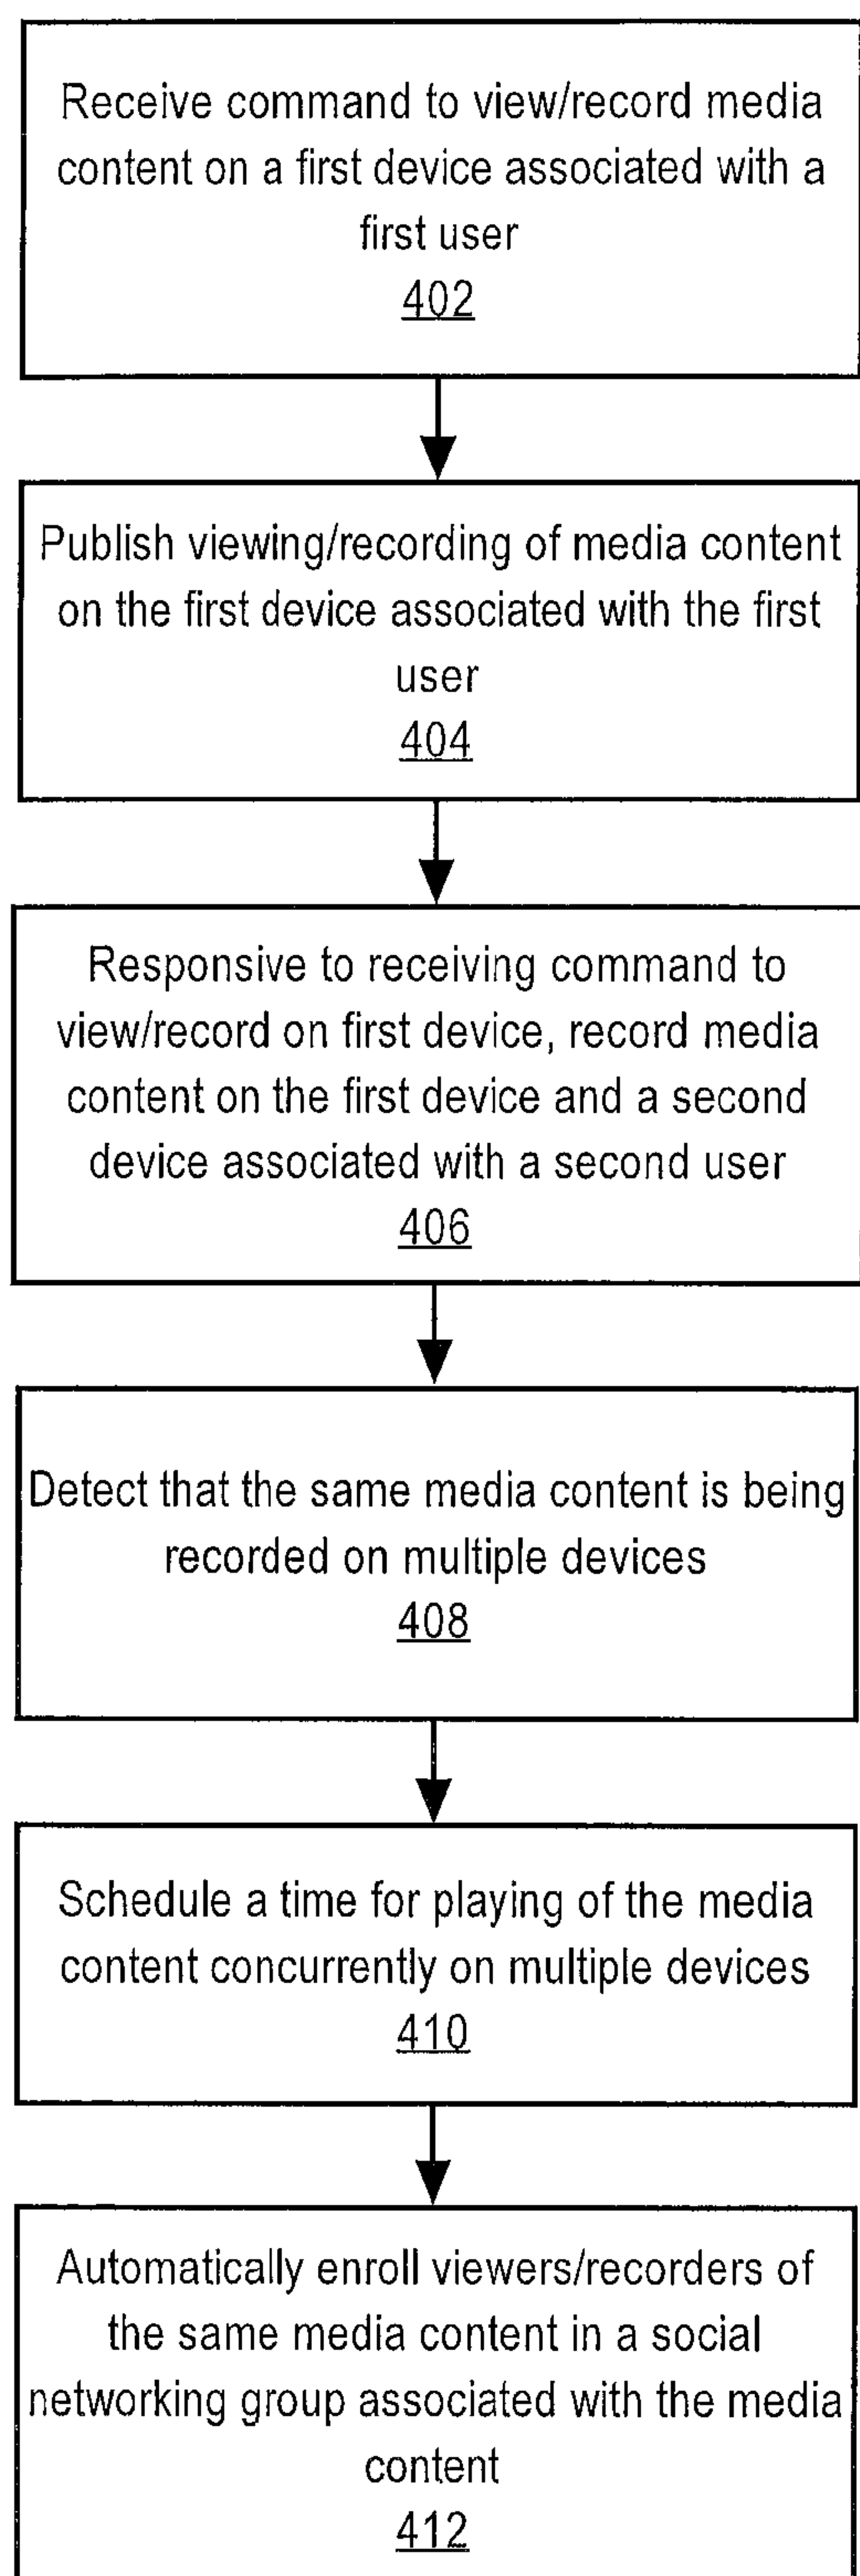 Receive command to view/record media
content on a first device associated with a
first user
402
Publish viewing/recording of media content
on the first device associated with the first
user
404
Responsive to receiving command to
view/record on first device, record media
content on the first device and a second
device associated with a second user
406
Detect that the same media content is being
recorded on multiple devices
408
Schedule a time for playing of the media
content concurrently on multiple devices
410
Automatically enroll viewers/recorders of
the same media content in a social
networking group associated with the media
content
412